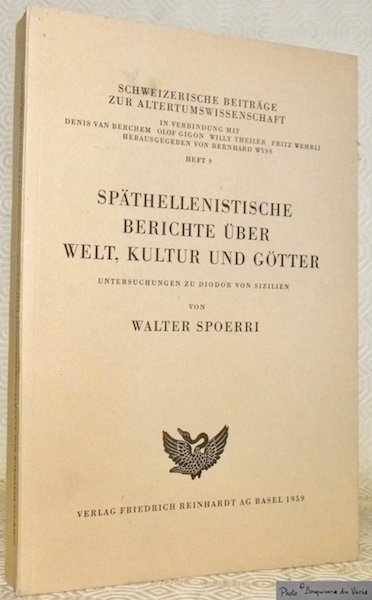 SCHWEIZERISCHE BEITRÄGE
ZUR ALTERTUMSWISSENSCHAFT
IN VERBINDUNG MIT
DENIS VAN BERCHEM OLOF GIGON WILLY THEILER FRITZ WEHRLI
HERAUSGEGEBEN VON BERNHARD WYSS
HEFT 9
SPÄTHELLENISTISCHE
BERICHTE ÜBER
WELT, KULTUR UND GÖTTER
UNTERSUCHUNGEN ZU DIODOR VON SIZILIEN
VON
WALTER SPOERRI
VERLAG FRIEDRICH REINHARDT AG BASEL 1959
Photo © Bouquinerie du Varis